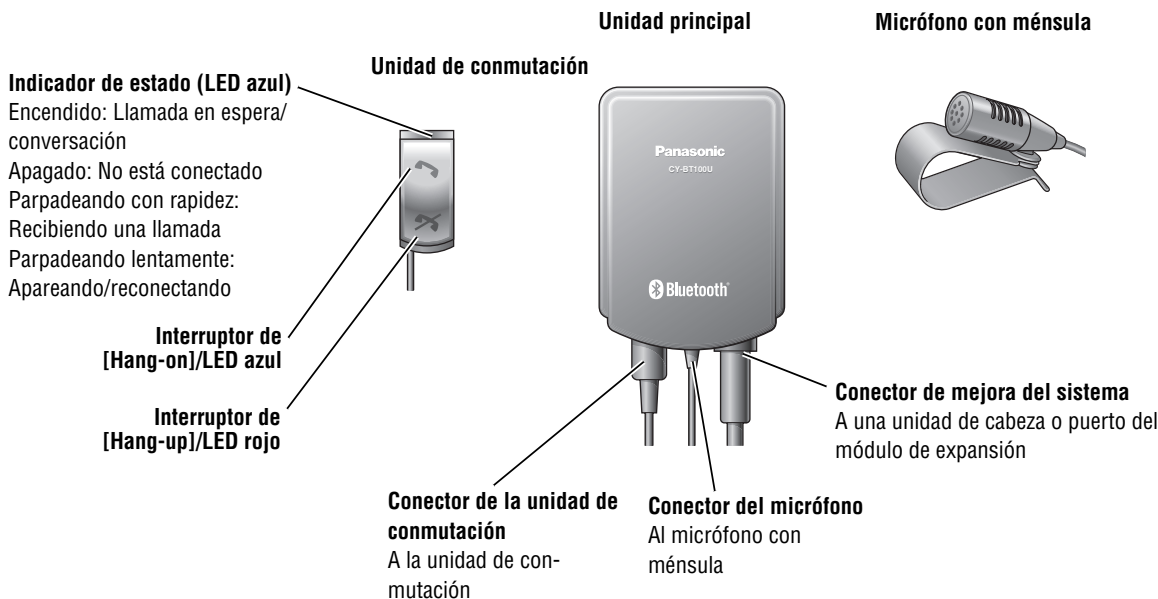 Unidad principal
Micrófono con ménsula
Unidad de conmutación
Indicador de estado (LED azul)
Encendido: Llamada en espera/
conversación
Apagado: No está conectado
Parpadeando con rapidez:
Recibiendo una llamada
Parpadeando lentamente:
Apareando/reconectando
Interruptor de
[Hang-on]/LED azul
Interruptor de
[Hang-up]/LED rojo
Panasonic
CY-BT100U
Bluetooth®
Conector de mejora del sistema
A una unidad de cabeza o puerto del
módulo de expansión
Conector de la unidad de
conmutación
A la unidad de con-
mutación
Conector del micrófono
Al micrófono con
ménsula